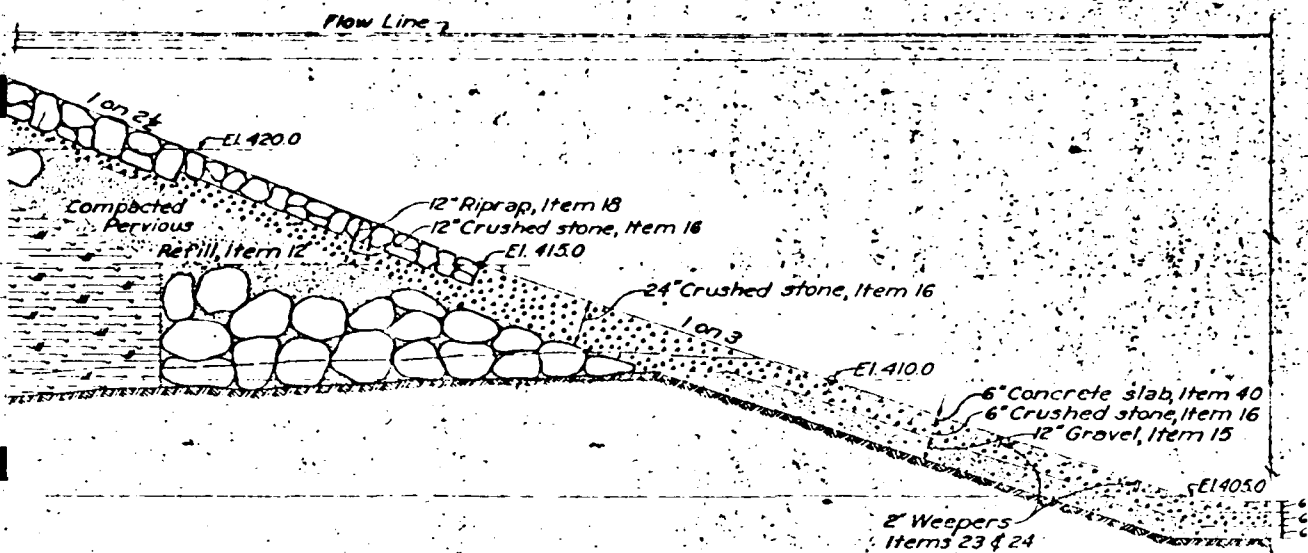 Flow Line
1 on 2½
El. 420.0
Compacted
Pervious
Refill, Item 12
12" Riprap, Item 18
12" Crushed stone, Item 16
El. 415.0
24" Crushed stone, Item 16
1 on 3
El. 410.0
6" Concrete slab, Item 40
6" Crushed stone, Item 16
12" Gravel, Item 15
El. 405.0
2" Weepers
Items 23 & 24
6
6
6